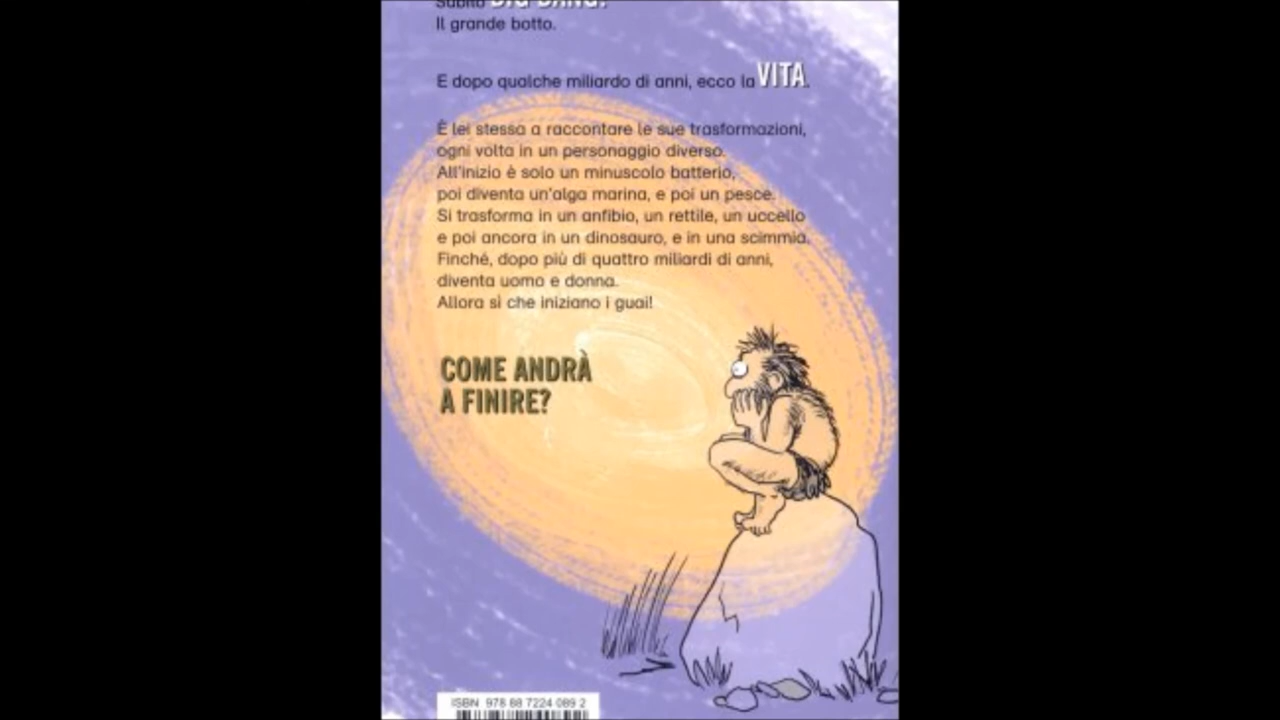 Subito BIG BANG!
Il grande botto.
E dopo qualche miliardo di anni, ecco la VITA.
È lei stessa a raccontare le sue trasformazioni,
ogni volta in un personaggio diverso.
All'inizio è solo un minuscolo batterio,
poi diventa un'alga marina, e poi un pesce.
Si trasforma in un anfibio, un rettile, un uccello
e poi ancora in un dinosauro, e in una scimmia.
Finché, dopo più di quattro miliardi di anni,
diventa uomo e donna.
Allora sì che iniziano i guai!
COME ANDRÀ
A FINIRE?
ISBN 978 88 7224 089 2